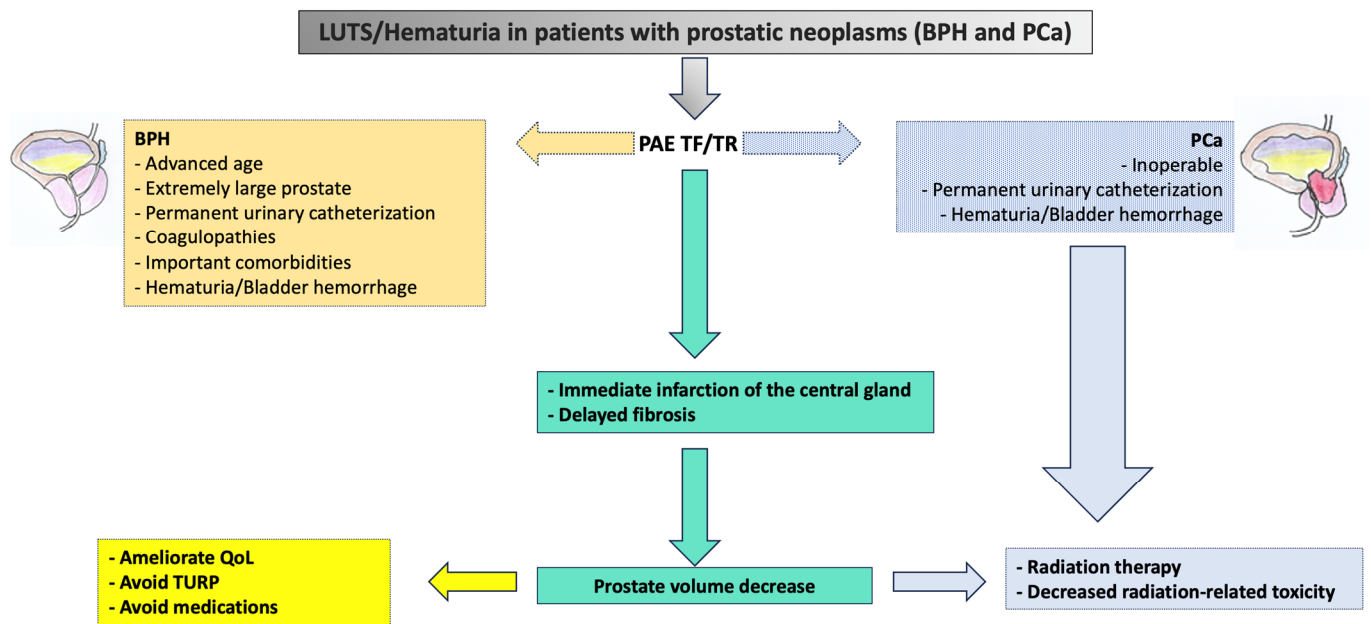 LUTS/Hematuria in patients with prostatic neoplasms (BPH and PCa)
BPH
- Advanced age
- Extremely large prostate
- Permanent urinary catheterization
- Coagulopathies
- Important comorbidities
- Hematuria/Bladder hemorrhage
PAE TF/TR
PCa
- Inoperable
- Permanent urinary catheterization
- Hematuria/Bladder hemorrhage
- Immediate infarction of the central gland
- Delayed fibrosis
- Ameliorate QoL
- Avoid TURP
- Avoid medications
Prostate volume decrease
- Radiation therapy
- Decreased radiation-related toxicity